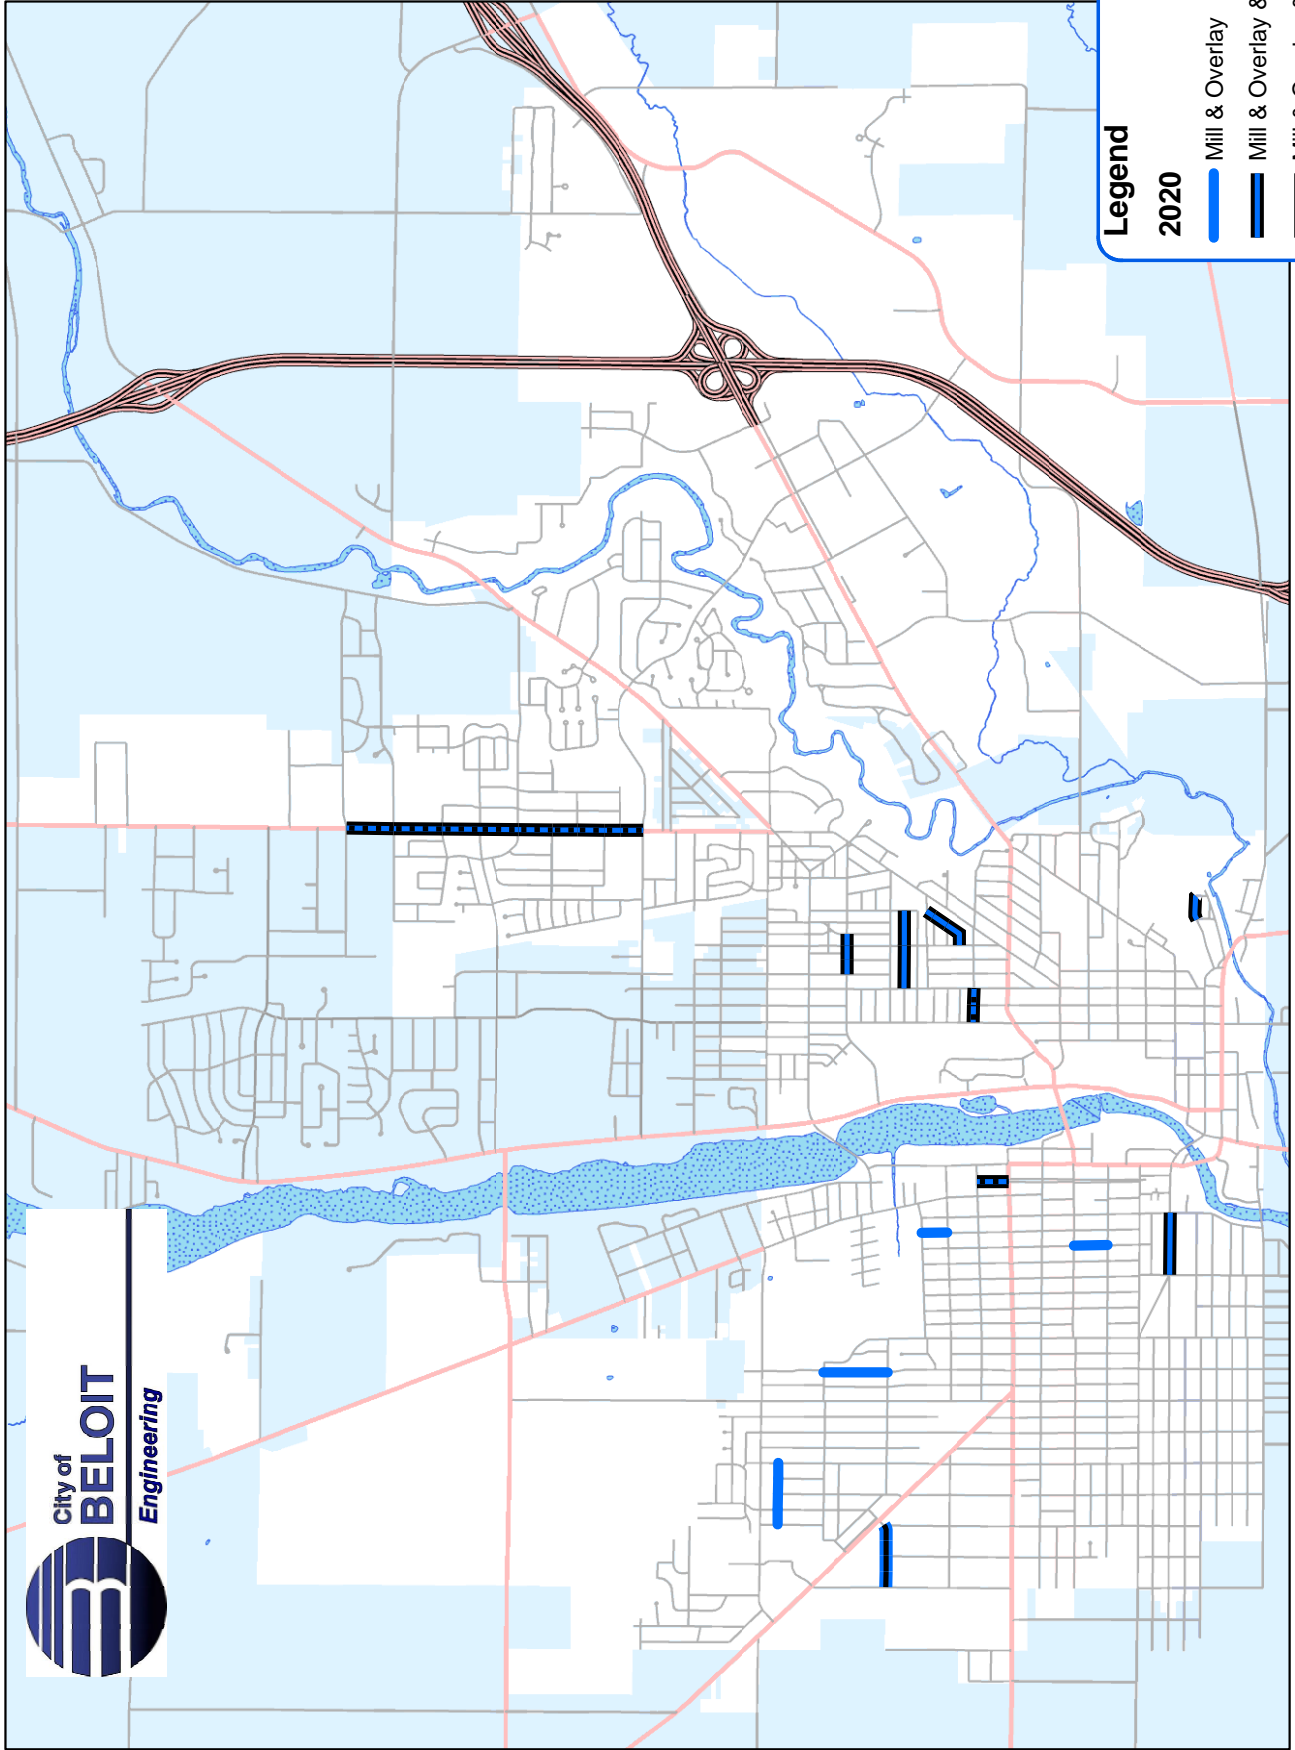 City of
BELOIT
Engineering
Legend
2020
Mill & Overlay
Mill & Overlay &